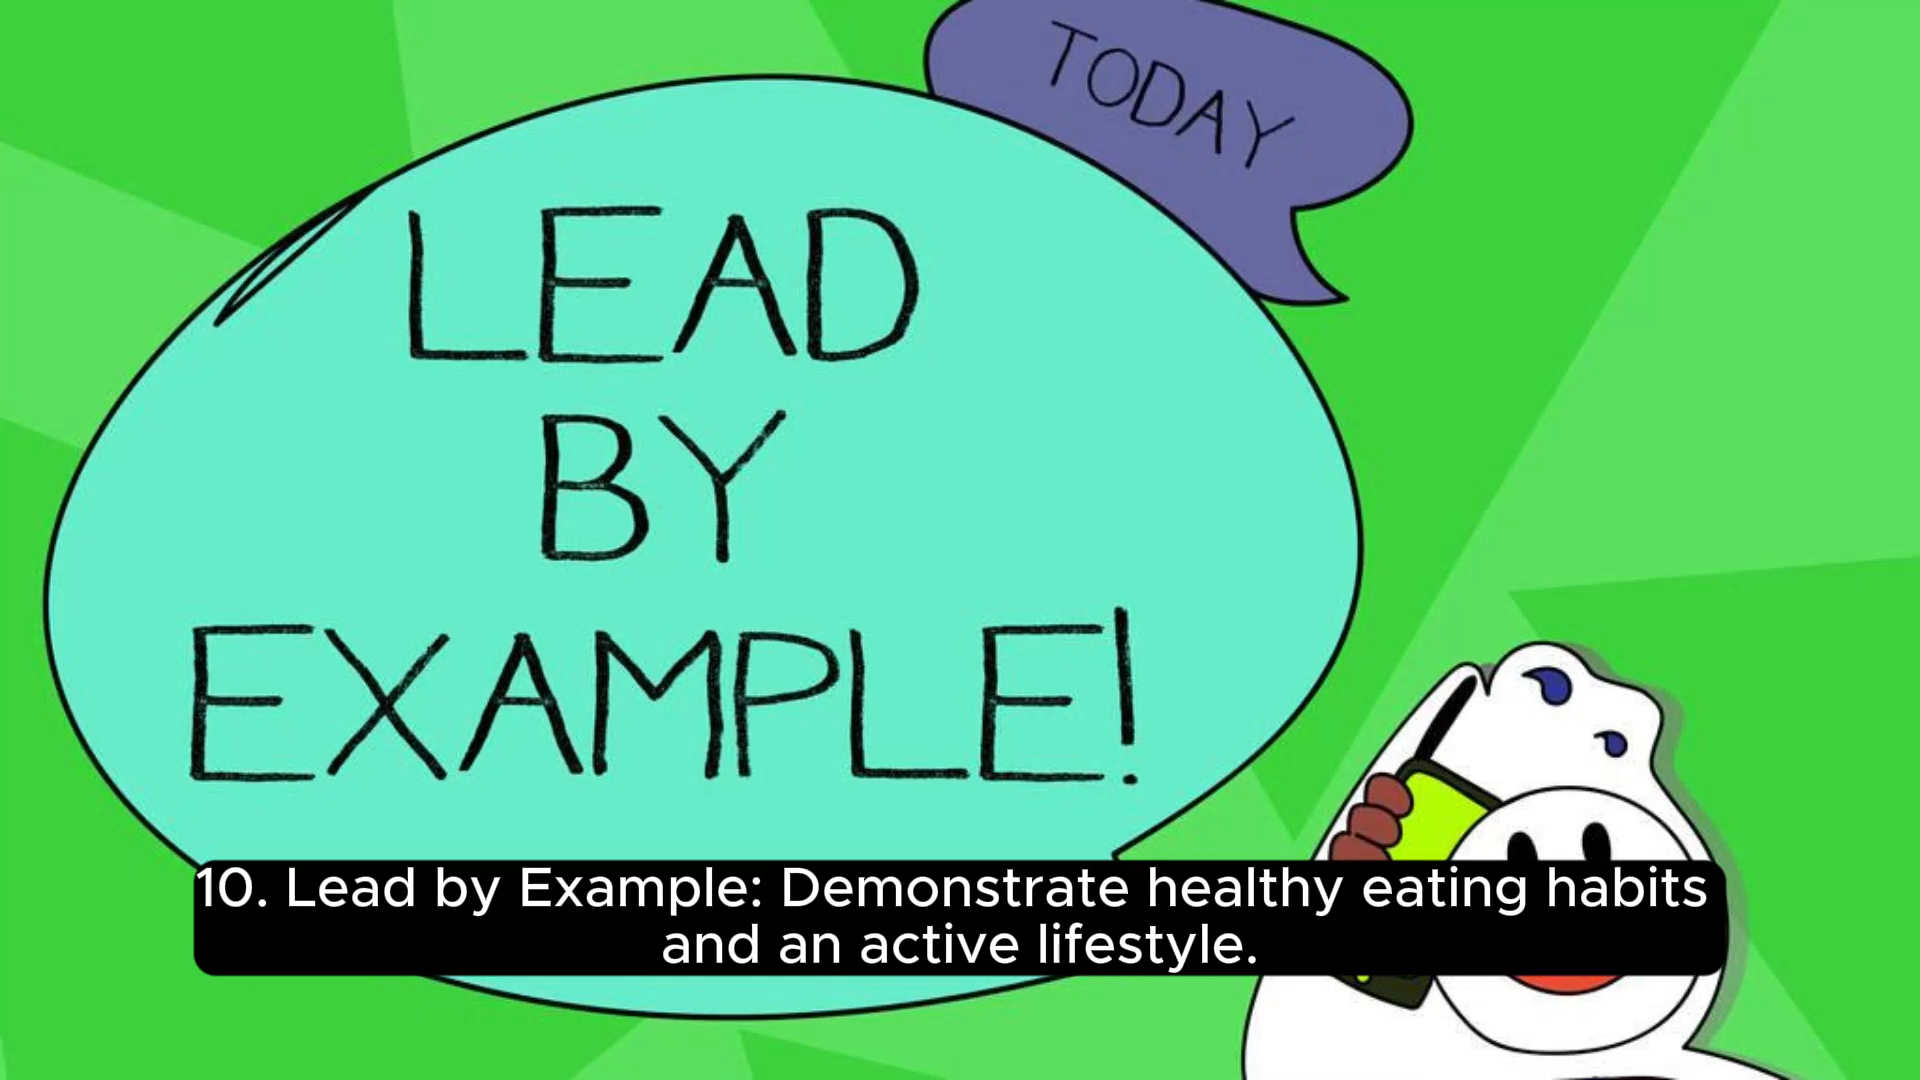 TODAY
LEAD
BY
EXAMPLE!
10. Lead by Example: Demonstrate healthy eating habits
and an active lifestyle.